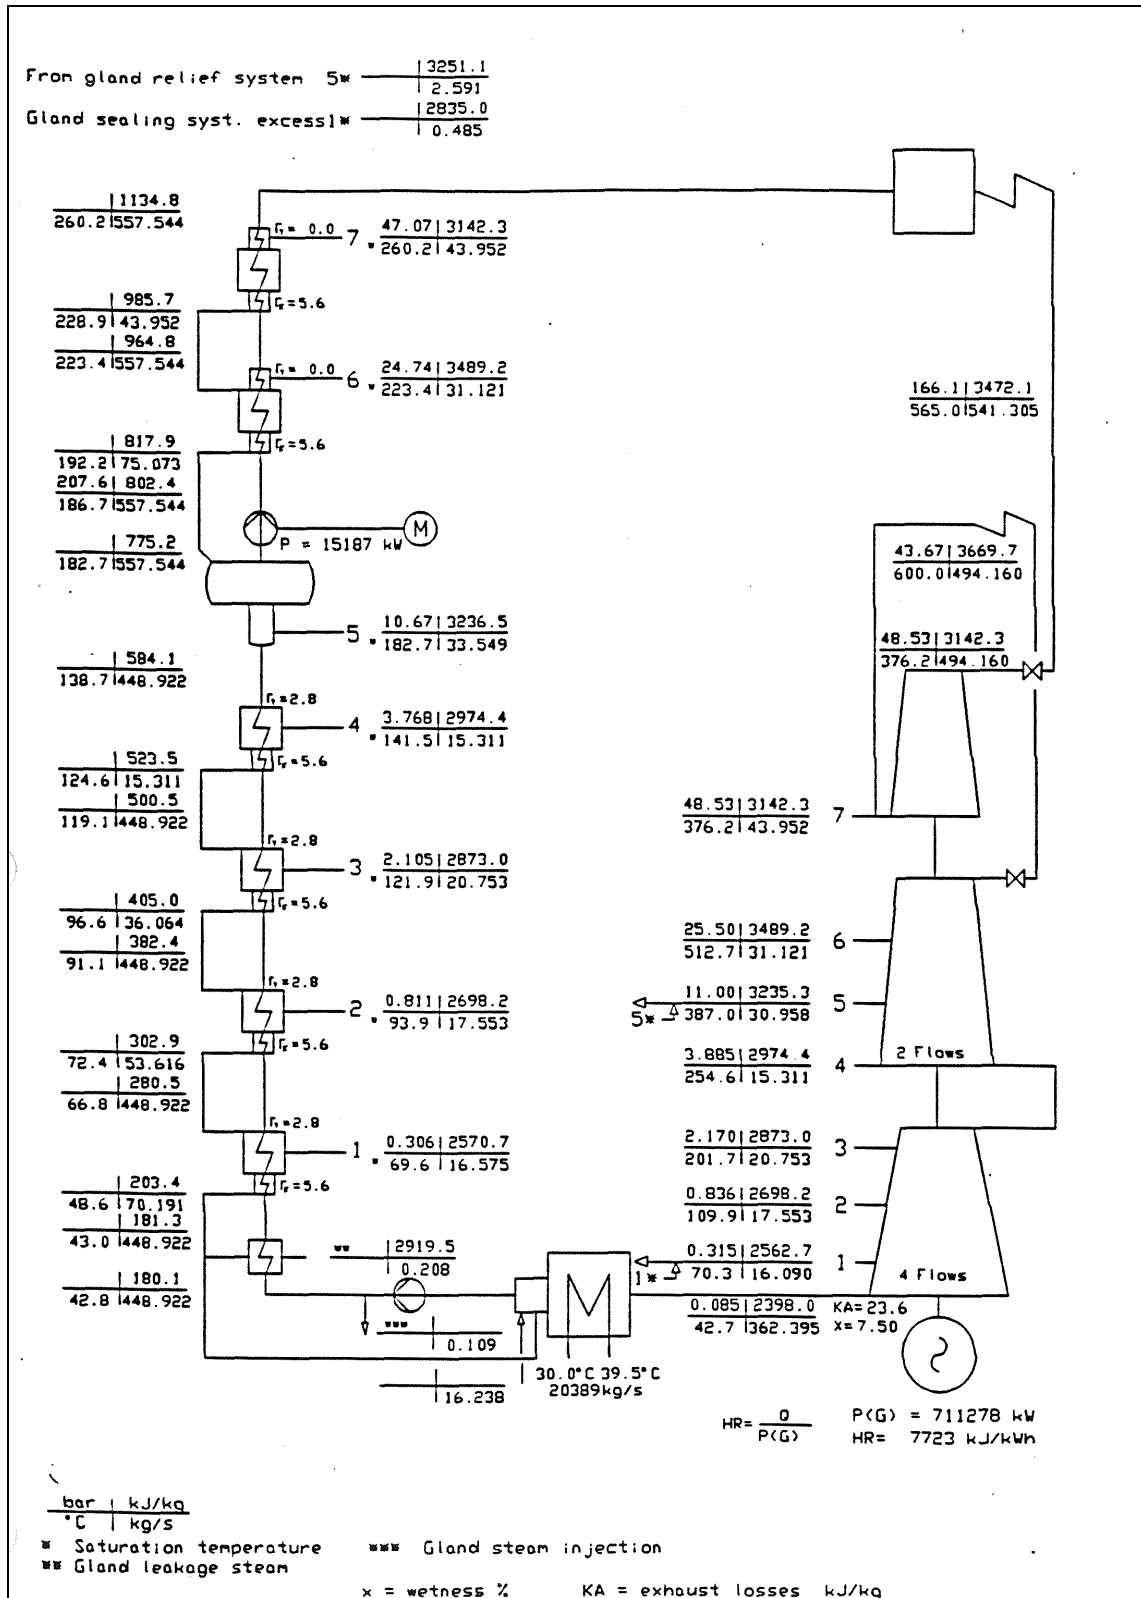 From gland relief system 5* 3251.1
2.591
Gland sealing syst. excess1* 2835.0
0.485
1134.8
260.2 557.544
r₁= 0.0
7 47.07 3142.3
* 260.2 43.952
985.7
228.9 43.952
rₖ=5.6
964.8
223.4 557.544
r₁= 0.0
6 24.74 3489.2
* 223.4 31.121
817.9
192.2 75.073
rₖ=5.6
207.6 802.4
186.7 557.544
M
P = 15187 kW
775.2
182.7 557.544
5 10.67 3236.5
* 182.7 33.549
584.1
138.7 448.922
r₁=2.8
4 3.768 2974.4
* 141.5 15.311
523.5
124.6 15.311
rₖ=5.6
500.5
119.1 448.922
r₁=2.8
3 2.105 2873.0
* 121.9 20.753
405.0
96.6 36.064
rₖ=5.6
382.4
91.1 448.922
r₁=2.8
2 0.811 2698.2
* 93.9 17.553
302.9
72.4 53.616
rₖ=5.6
280.5
66.8 448.922
r₁=2.8
1 0.306 2570.7
* 69.6 16.575
203.4
48.6 70.191
rₖ=5.6
181.3
43.0 448.922
** 2919.5
0.208
180.1
42.8 448.922
***
0.109
16.238
30.0°C 39.5°C
20389kg/s
166.1 3472.1
565.0 541.305
43.67 3669.7
600.0 494.160
48.53 3142.3
376.2 494.160
48.53 3142.3
376.2 43.952 7
25.50 3489.2
512.7 31.121 6
11.00 3235.3
5* 387.0 30.958 5
2 Flows
3.885 2974.4
254.6 15.311 4
2.170 2873.0
201.7 20.753 3
0.836 2698.2
109.9 17.553 2
0.315 2562.7
1* 70.3 16.090 1
4 Flows
0.085 2398.0 KA=23.6
42.7 362.395 X=7.50
HR= Q
P(G)
P(G) = 711278 kW
HR= 7723 kJ/kWh
bar kJ/kg
°C kg/s
* Saturation temperature *** Gland steam injection
** Gland leakage steam
x = wetness % KA = exhaust losses kJ/kg